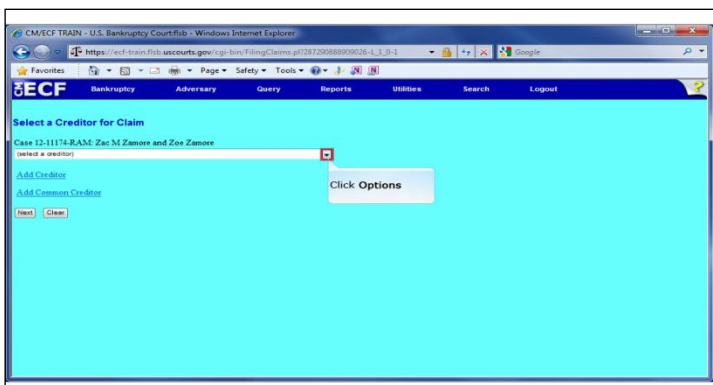 CM/ECF TRAIN - U.S. Bankruptcy Court:flsb - Windows Internet Explorer
https://ecf-train.flsb.uscourts.gov/cgi-bin/FilingClaims.pl?287290888909026-L_1_0-1
Google
Favorites Page Safety Tools
ECF Bankruptcy Adversary Query Reports Utilities Search Logout ?
Select a Creditor for Claim
Case 12-11174-RAM: Zac M Zamore and Zoe Zamore
(select a creditor)
Add Creditor
Click Options
Add Common Creditor
Next Clear